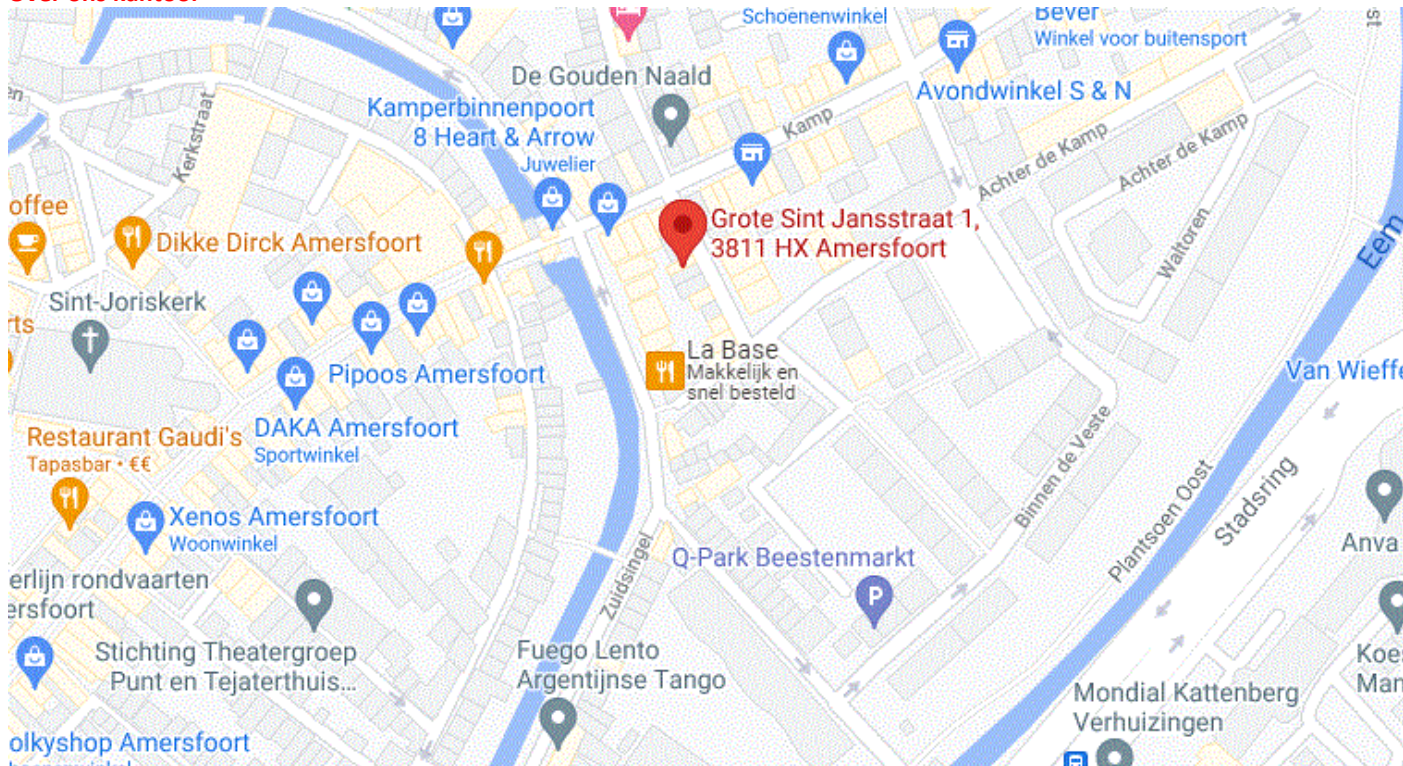 Schoenenwinkel
Bever
Winkel voor buitensport
De Gouden Naald
Avondwinkel S & N
Kamperbinnenpoort
8 Heart & Arrow
Juwelier
Kamp
Kerkstraat
Achter de Kamp
Achter de Kamp
offee
Dikke Dirck Amersfoort
Grote Sint Jansstraat 1,
3811 HX Amersfoort
Waltoren
Eem
Sint-Joriskerk
rts
La Base
Makkelijk en
snel besteld
Pipoos Amersfoort
Van Wieffe
Restaurant Gaudi's
Tapasbar • €€
DAKA Amersfoort
Sportwinkel
Binnen de Veste
Plantsoen Oost
Stadsring
Xenos Amersfoort
Woonwinkel
Anva
Zuidsingel
Q-Park Beestenmarkt
P
erlijn rondvaarten
ersfoort
Stichting Theatergroep
Punt en Tejaterthuis...
Fuego Lento
Argentijnse Tango
Koe
Man
Mondial Kattenberg
Verhuizingen
olkyshop Amersfoort